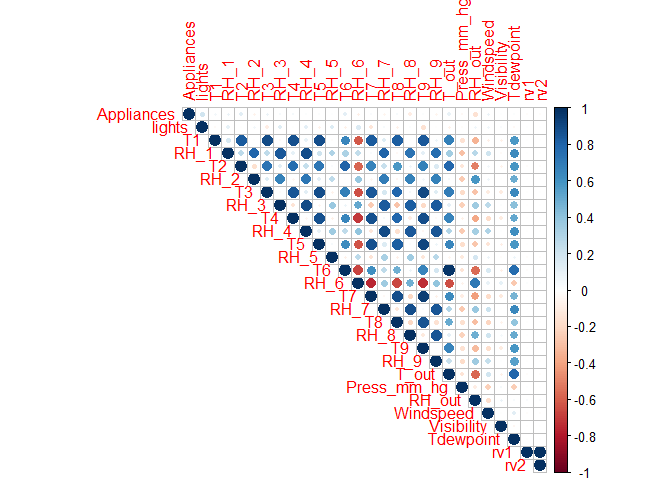 Appliances
lights
T1
RH_1
T2
RH_2
T3
RH_3
T4
RH_4
T5
RH_5
T6
RH_6
T7
RH_7
T8
RH_8
T9
RH_9
T_out
Press_mm_hg
RH_out
Windspeed
Visibility
Tdewpoint
rv1
rv2
Appliances
lights
T1
RH_1
T2
RH_2
T3
RH_3
T4
RH_4
T5
RH_5
T6
RH_6
T7
RH_7
T8
RH_8
T9
RH_9
T_out
Press_mm_hg
RH_out
Windspeed
Visibility
Tdewpoint
rv1
rv2
1
0.8
0.6
0.4
0.2
0
-0.2
-0.4
-0.6
-0.8
-1